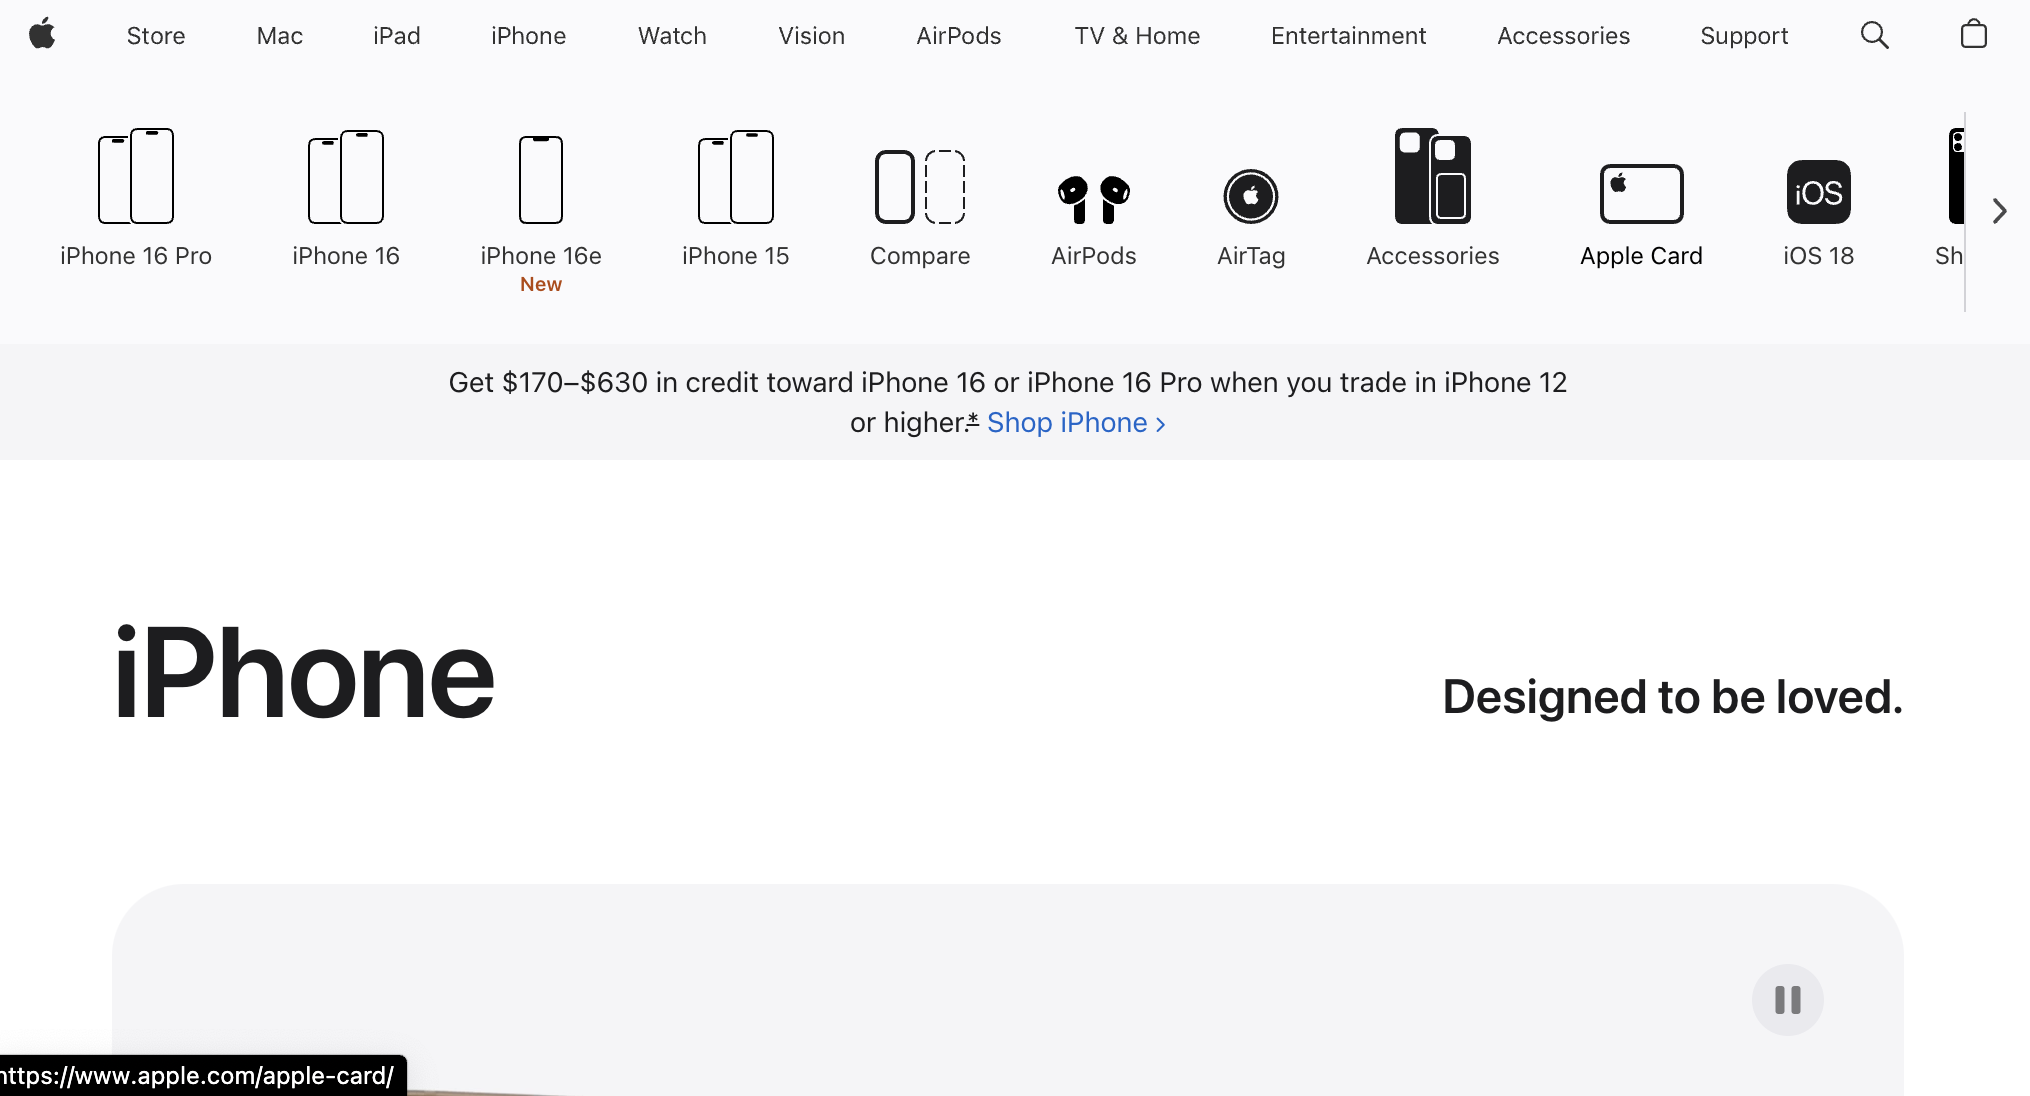 Store Mac iPad iPhone Watch Vision AirPods TV & Home Entertainment Accessories Support
iOS
iPhone 16 Pro iPhone 16 iPhone 16e iPhone 15 Compare AirPods AirTag Accessories Apple Card iOS 18
New
Get $170–$630 in credit toward iPhone 16 or iPhone 16 Pro when you trade in iPhone 12
or higher.* Shop iPhone >
iPhone
Designed to be loved.
https://www.apple.com/apple-card/